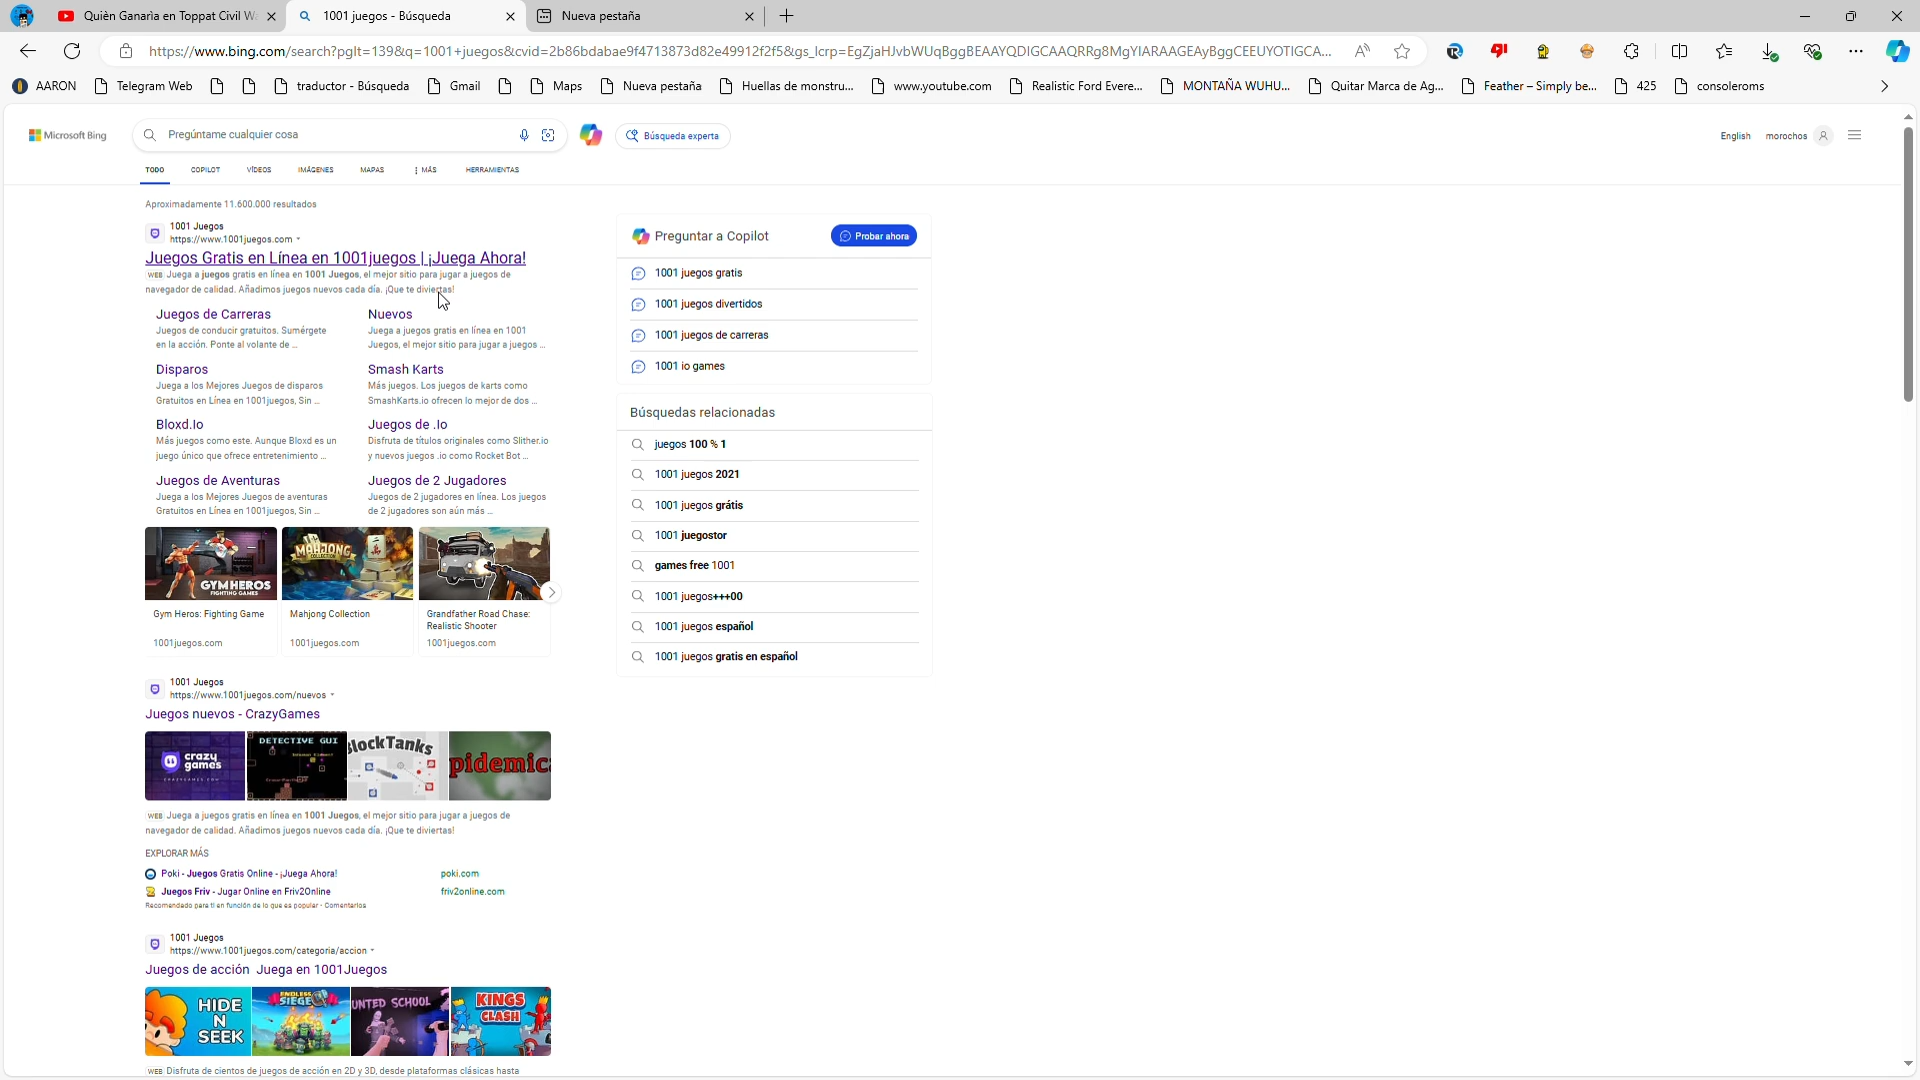 Quièn Ganarìa en Toppat Civil W
1001 juegos - Búsqueda
Nueva pestaña
https://www.bing.com/search?pglt=139&q=1001+juegos&cvid=2b86bdabae9f4713873d82e49912f2f5&gs_lcrp=EgZjaHJvbWUqBggBEAAYQDIGCAAQRRg8MgYIARAAGEAyBggCEEUYOTIGCA...
AARON
Telegram Web
traductor - Búsqueda
Gmail
Maps
Nueva pestaña
Huellas de monstru...
www.youtube.com
Realistic Ford Evere...
MONTAÑA WUHU...
Quitar Marca de Ag...
Feather – Simply be...
425
consoleroms
Microsoft Bing
Pregúntame cualquier cosa
Búsqueda experta
English
morochos
TODO
COPILOT
VÍDEOS
IMÁGENES
MAPAS
MÁS
HERRAMIENTAS
Aproximadamente 11.600.000 resultados
1001 Juegos
https://www.1001juegos.com
Juegos Gratis en Línea en 1001juegos | ¡Juega Ahora!
WEB Juega a juegos gratis en línea en 1001 Juegos, el mejor sitio para jugar a juegos de
navegador de calidad. Añadimos juegos nuevos cada día. ¡Que te diviertas!
Juegos de Carreras
Juegos de conducir gratuitos. Sumérgete
en la acción. Ponte al volante de ...
Nuevos
Juega a juegos gratis en línea en 1001
Juegos, el mejor sitio para jugar a juegos ...
Disparos
Juega a los Mejores Juegos de disparos
Gratuitos en Línea en 1001juegos, Sin ...
Smash Karts
Más juegos. Los juegos de karts como
SmashKarts.io ofrecen lo mejor de dos ...
Bloxd.Io
Más juegos como este. Aunque Bloxd es un
juego único que ofrece entretenimiento ...
Juegos de .Io
Disfruta de títulos originales como Slither.io
y nuevos juegos .io como Rocket Bot ...
Juegos de Aventuras
Juega a los Mejores Juegos de aventuras
Gratuitos en Línea en 1001juegos, Sin ...
Juegos de 2 Jugadores
Juegos de 2 jugadores en línea. Los juegos
de 2 jugadores son aún más ...
GYM HEROS
FIGHTING GAMES
MAHJONG
COLLECTION
Gym Heros: Fighting Game
1001juegos.com
Mahjong Collection
1001juegos.com
Grandfather Road Chase:
Realistic Shooter
1001juegos.com
1001 Juegos
https://www.1001juegos.com/nuevos
Juegos nuevos - CrazyGames
crazy
games
CRAZYGAMES.COM
DETECTIVE GUI
BlockTanks
pidemic
WEB Juega a juegos gratis en línea en 1001 Juegos, el mejor sitio para jugar a juegos de
navegador de calidad. Añadimos juegos nuevos cada día. ¡Que te diviertas!
EXPLORAR MÁS
Poki - Juegos Gratis Online - ¡Juega Ahora!
poki.com
Juegos Friv - Jugar Online en Friv2Online
friv2online.com
Recomendado para ti en función de lo que es popular - Comentarios
1001 Juegos
https://www.1001juegos.com/categoria/accion
Juegos de acción Juega en 1001Juegos
HIDE
N
SEEK
ENDLESS
SIEGE
UNTED SCHOOL
KINGS
CLASH
WEB Disfruta de cientos de juegos de acción en 2D y 3D, desde plataformas clásicas hasta
Preguntar a Copilot
Probar ahora
1001 juegos gratis
1001 juegos divertidos
1001 juegos de carreras
1001 io games
Búsquedas relacionadas
juegos 100 % 1
1001 juegos 2021
1001 juegos grátis
1001 juegostor
games free 1001
1001 juegos+++00
1001 juegos español
1001 juegos gratis en español